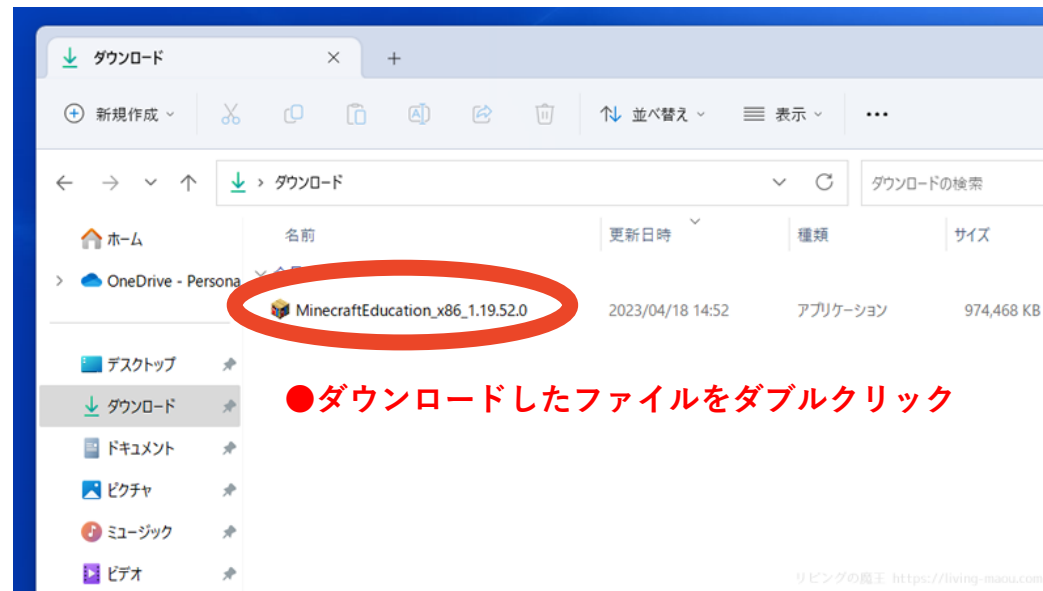 ダウンロード
新規作成
並べ替え
表示
ダウンロード
ダウンロードの検索
ホーム
OneDrive - Persona
名前 更新日時 種類 サイズ
MinecraftEducation_x86_1.19.52.0 2023/04/18 14:52 アプリケーション 974,468 KB
デスクトップ
●ダウンロードしたファイルをダブルクリック
ダウンロード
ドキュメント
ピクチャ
ミュージック
ビデオ
リビングの魔王 https://living-maou.com